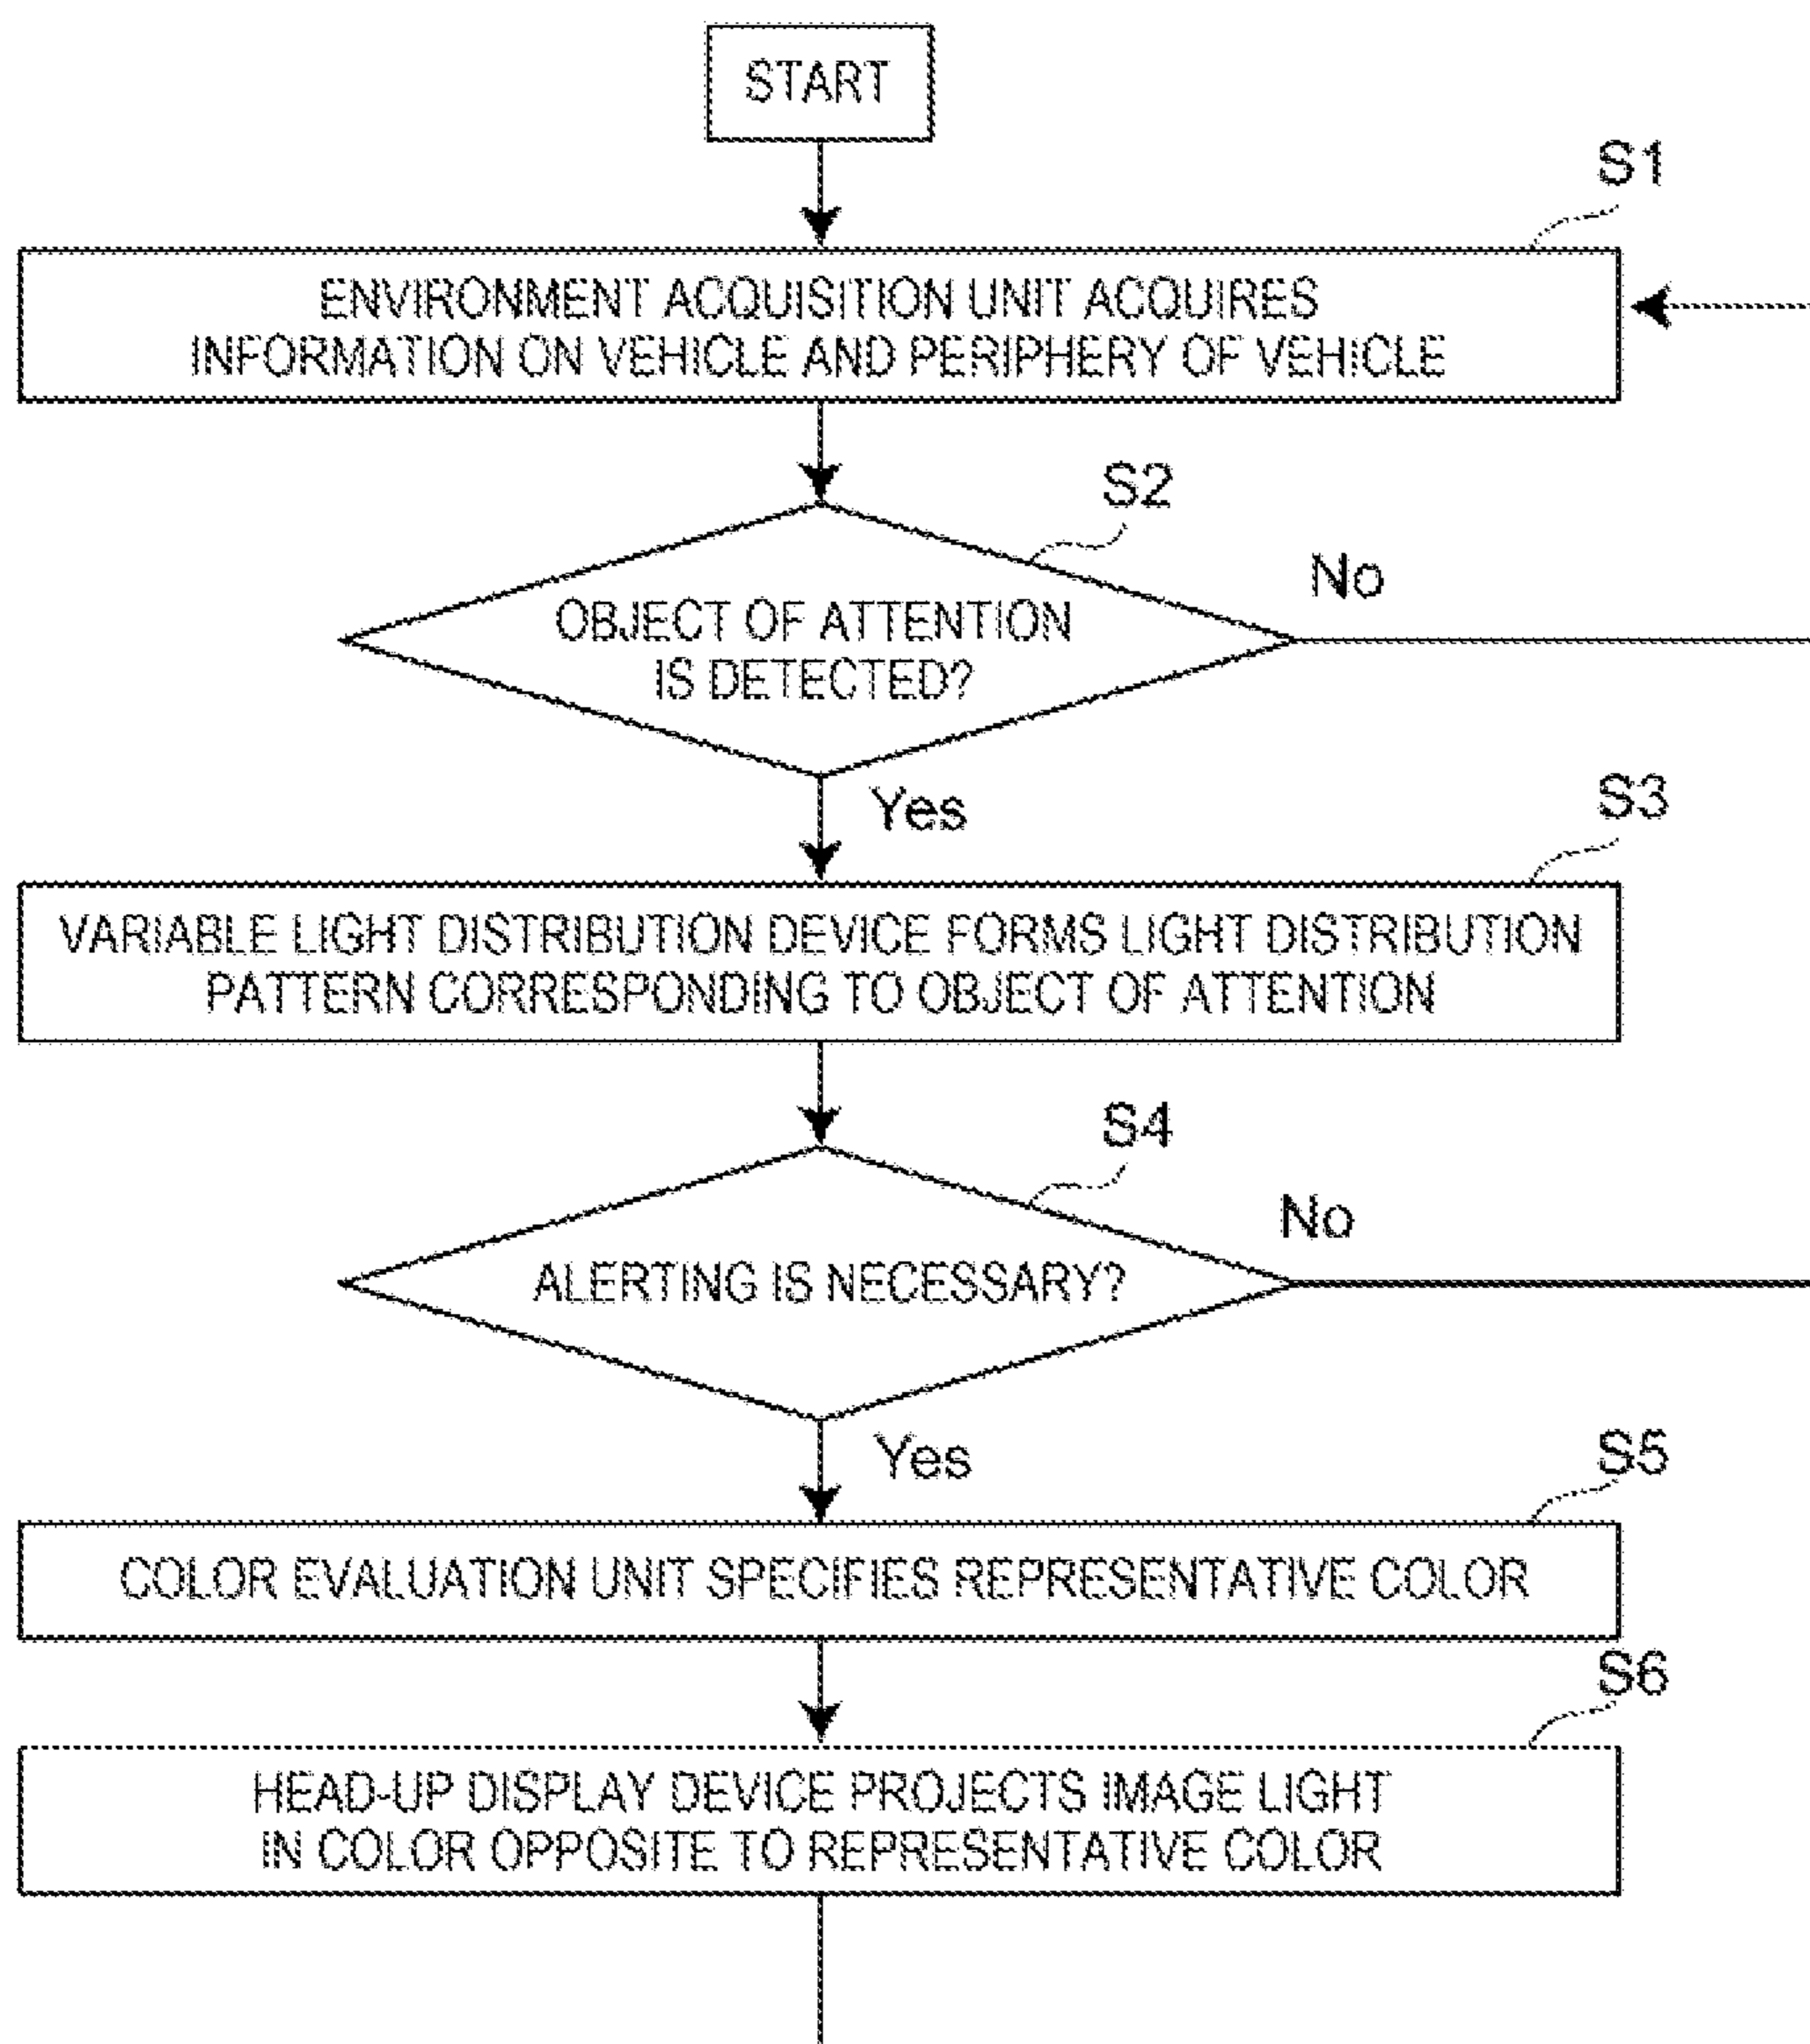 START
S1
ENVIRONMENT ACQUISITION UNIT ACQUIRES
INFORMATION ON VEHICLE AND PERIPHERY OF VEHICLE
S2
No
OBJECT OF ATTENTION
IS DETECTED?
Yes
S3
VARIABLE LIGHT DISTRIBUTION DEVICE FORMS LIGHT DISTRIBUTION
PATTERN CORRESPONDING TO OBJECT OF ATTENTION
S4
No
ALERTING IS NECESSARY?
Yes
S5
COLOR EVALUATION UNIT SPECIFIES REPRESENTATIVE COLOR
S6
HEAD-UP DISPLAY DEVICE PROJECTS IMAGE LIGHT
IN COLOR OPPOSITE TO REPRESENTATIVE COLOR